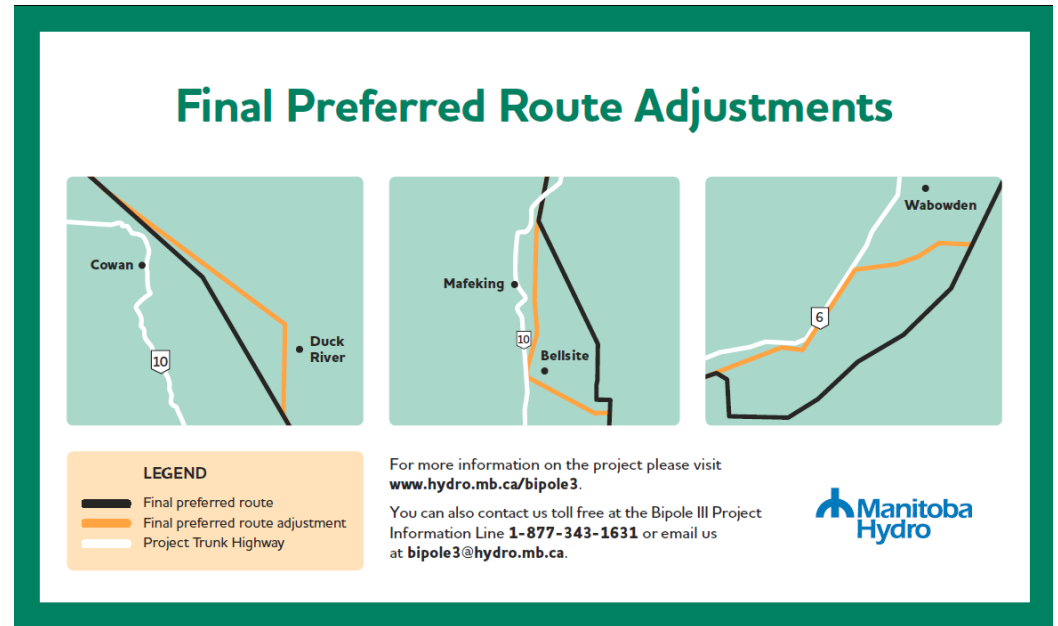 Final Preferred Route Adjustments
Cowan
10
Duck
River
Mafeking
10
Bellsite
Wabowden
6
LEGEND
Final preferred route
Final preferred route adjustment
Project Trunk Highway
For more information on the project please visit
www.hydro.mb.ca/bipole3.
You can also contact us toll free at the Bipole III Project
Information Line 1-877-343-1631 or email us
at bipole3@hydro.mb.ca.
Manitoba
Hydro